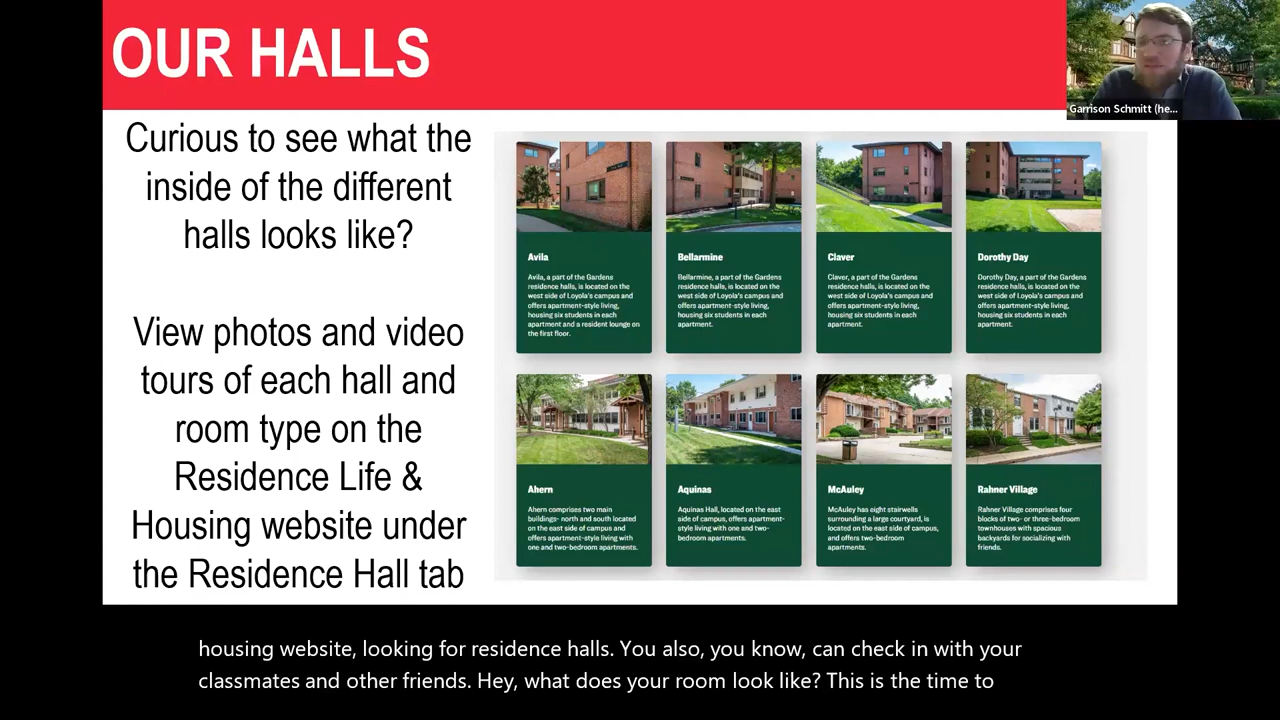 OUR HALLS
Garrison Schmitt (he...
Curious to see what the
inside of the different
halls looks like?
View photos and video
tours of each hall and
room type on the
Residence Life &
Housing website under
the Residence Hall tab
Avila
Avila, a part of the Gardens
residence halls, is located on the
west side of Loyola's campus and
offers apartment-style living,
housing six students in each
apartment and a resident lounge on
the first floor.
Bellarmine
Bellarmine, a part of the Gardens
residence halls, is located on the
west side of Loyola's campus and
offers apartment-style living,
housing six students in each
apartment.
Claver
Claver, a part of the Gardens
residence halls, is located on the
west side of Loyola's campus and
offers apartment-style living,
housing six students in each
apartment.
Dorothy Day
Dorothy Day, a part of the Gardens
residence halls, is located on the
west side of Loyola's campus and
offers apartment-style living,
housing six students in each
apartment.
Ahern
Ahern comprises two main
buildings- north and south located
on the east side of campus and
offers apartment-style living with
one and two-bedroom apartments.
Aquinas
Aquinas Hall, located on the east
side of campus, offers apartment-
style living with one and two-
bedroom apartments.
McAuley
McAuley has eight stairwells
surrounding a large courtyard, is
located on the east side of campus,
and offers two-bedroom
apartments.
Rahner Village
Rahner Village comprises four
blocks of two- or three-bedroom
townhouses with spacious
backyards for socializing with
friends.
housing website, looking for residence halls. You also, you know, can check in with your
classmates and other friends. Hey, what does your room look like? This is the time to